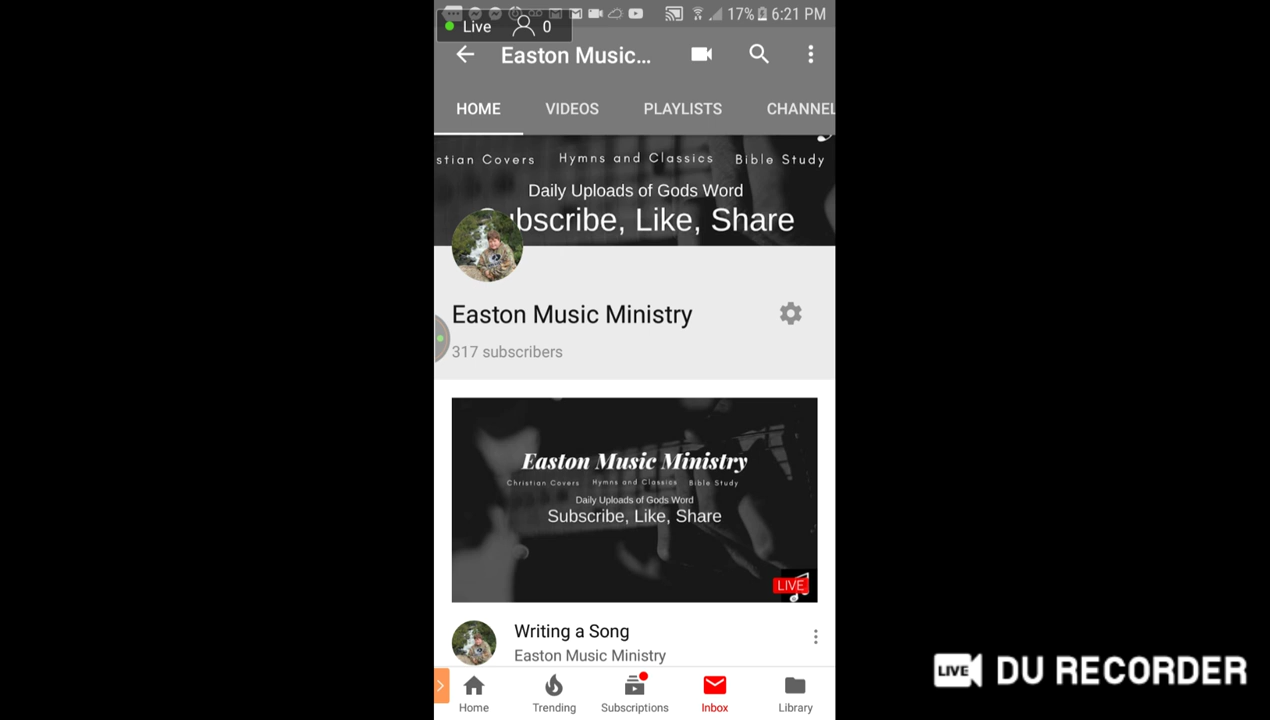 17% 6:21 PM
Live 0
Easton Music...
HOME VIDEOS PLAYLISTS CHANNEL
stian Covers Hymns and Classics Bible Study
Daily Uploads of Gods Word
Subscribe, Like, Share
Easton Music Ministry
317 subscribers
Easton Music Ministry
Christian Covers Hymns and Classics Bible Study
Daily Uploads of Gods Word
Subscribe, Like, Share
LIVE
Writing a Song
Easton Music Ministry
Home Trending Subscriptions Inbox Library
LIVE DU RECORDER